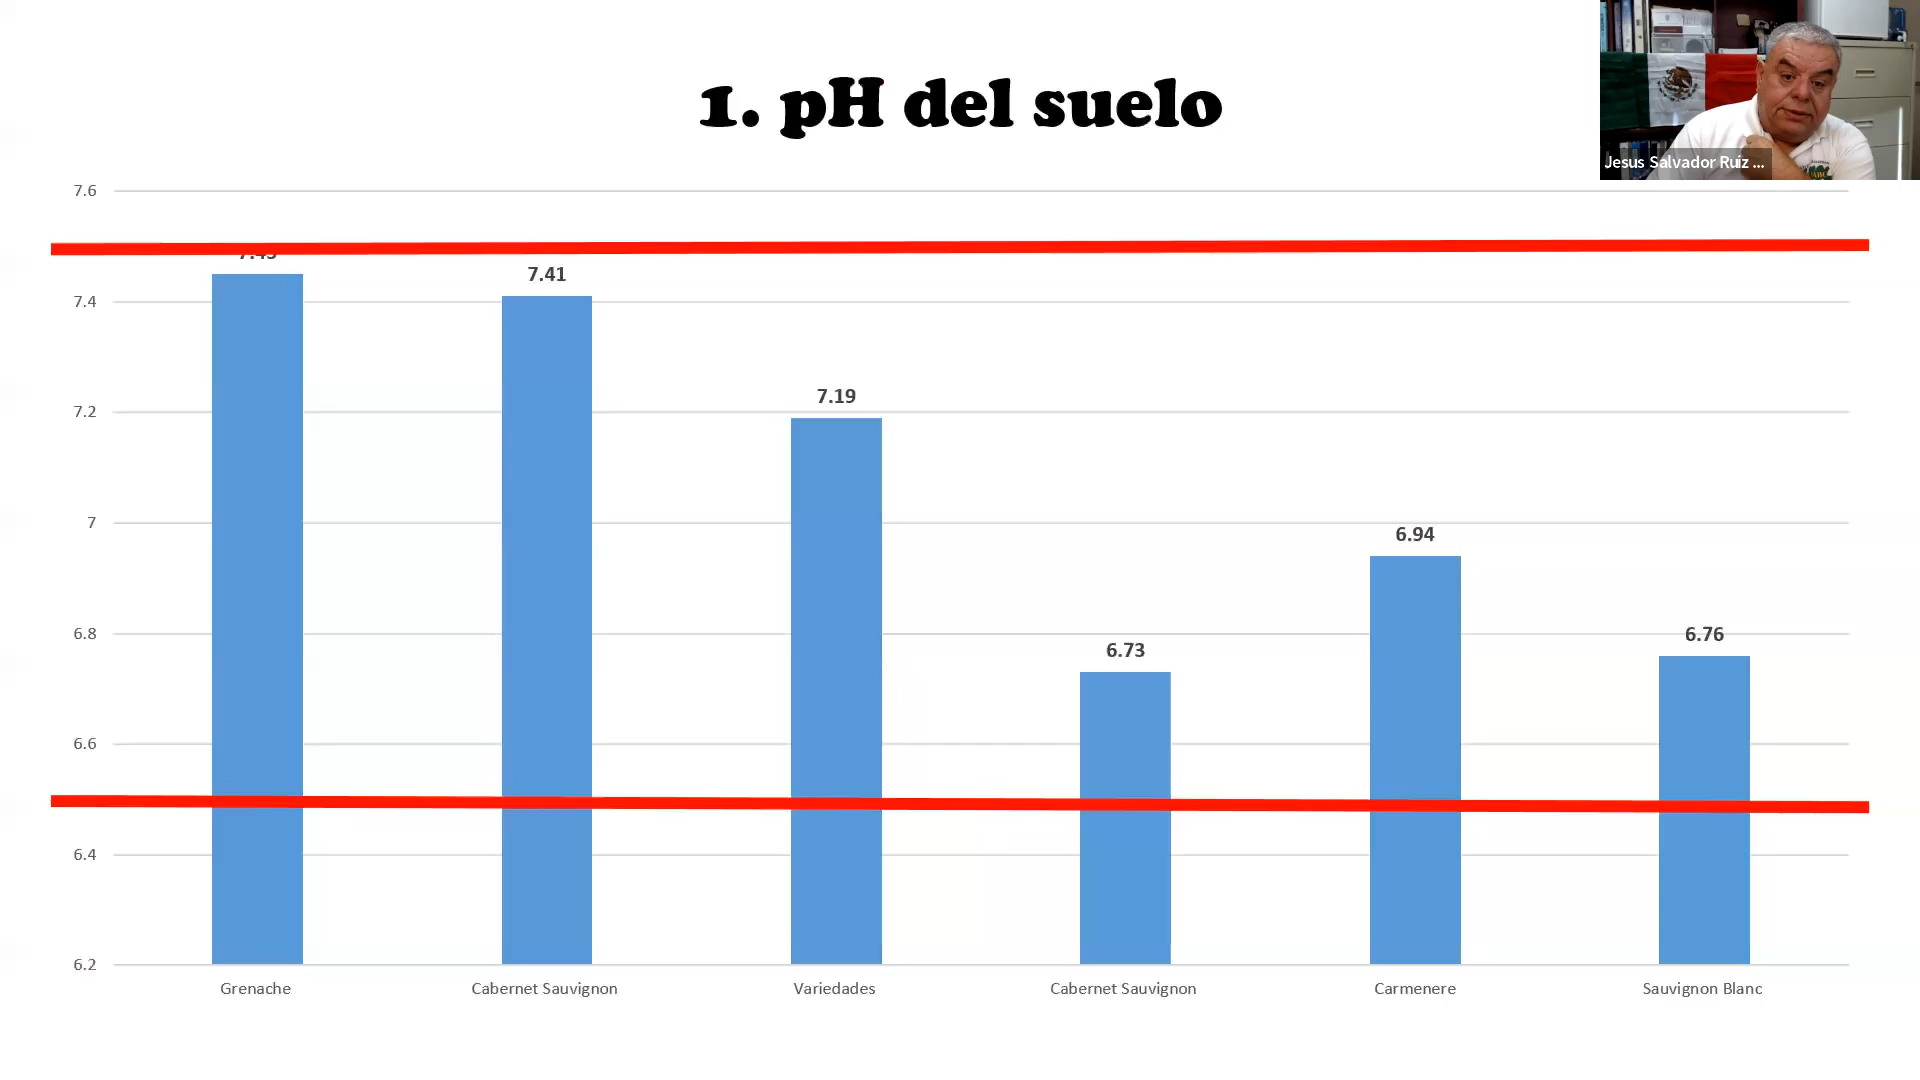 1. pH del suelo
Jesus Salvador Ruiz ...
7.6
7.4
7.2
7
6.8
6.6
6.4
6.2
7.45
7.41
7.19
6.73
6.94
6.76
Grenache
Cabernet Sauvignon
Variedades
Cabernet Sauvignon
Carmenere
Sauvignon Blanc